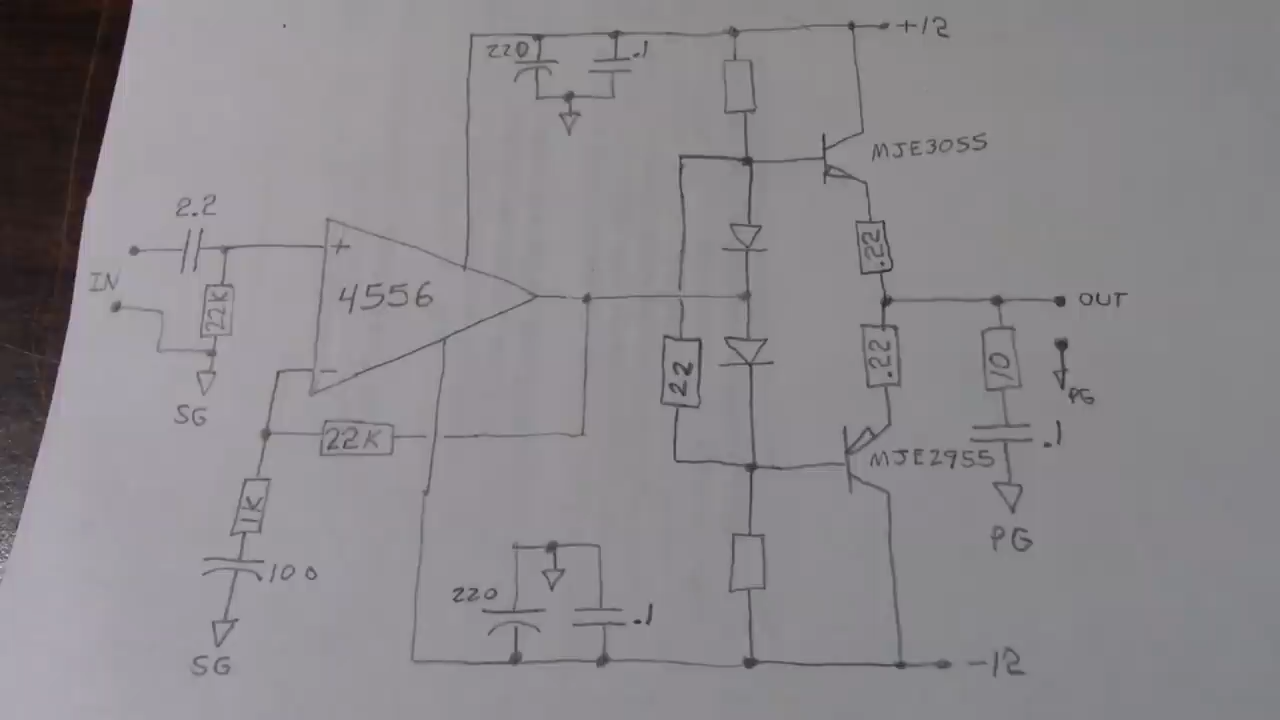 +12
220
.1
MJE3055
2.2
+
IN
4556
22K
.22
OUT
SG
-
.22
10
PG
22
22K
.1
MJE2955
1K
PG
100
220
.1
SG
-12